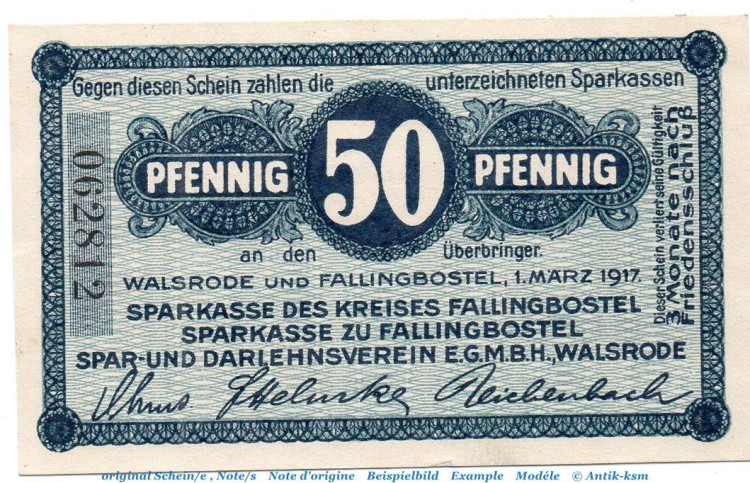 Gegen diesen Schein zahlen die unterzeichneten Sparkassen
PFENNIG 50 PFENNIG
an den Überbringer.
WALSRODE UND FALLINGBOSTEL, 1. MÄRZ 1917.
SPARKASSE DES KREISES FALLINGBOSTEL
SPARKASSE ZU FALLINGBOSTEL
SPAR-UND DARLEHNSVEREIN E.G.M.B.H., WALSRODE
Reichenbach
062812
Diesen Schein verliert seine Gültigkeit
3 Monate nach
Friedensschluß
original Schein/e , Note/s Note d'origine Beispielbild Example Modéle © Antik-ksm